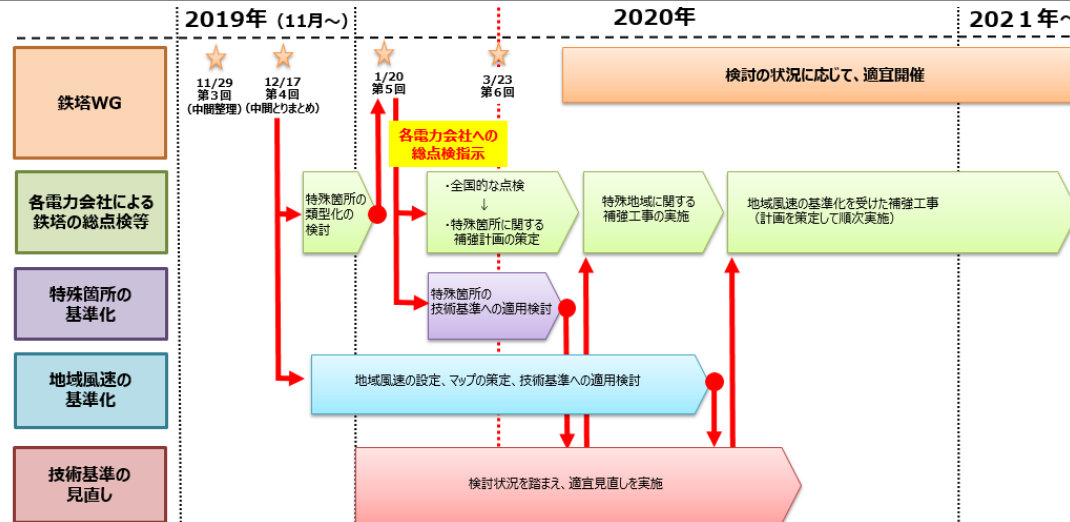 2019年 (11月～)
2020年
2021年～
鉄塔WG
11/29
第3回
(中間整理)
12/17
第4回
(中間とりまとめ)
1/20
第5回
3/23
第6回
検討の状況に応じて、適宜開催
各電力会社への
総点検指示
各電力会社による
鉄塔の総点検等
特殊箇所の
類型化の
検討
・全国的な点検
↓
・特殊箇所に関する
補強計画の策定
特殊地域に関する
補強工事の実施
地域風速の基準化を受けた補強工事
(計画を策定して順次実施)
特殊箇所の
基準化
特殊箇所の
技術基準への適用検討
地域風速の
基準化
地域風速の設定、マップの策定、技術基準への適用検討
技術基準の
見直し
検討状況を踏まえ、適宜見直しを実施